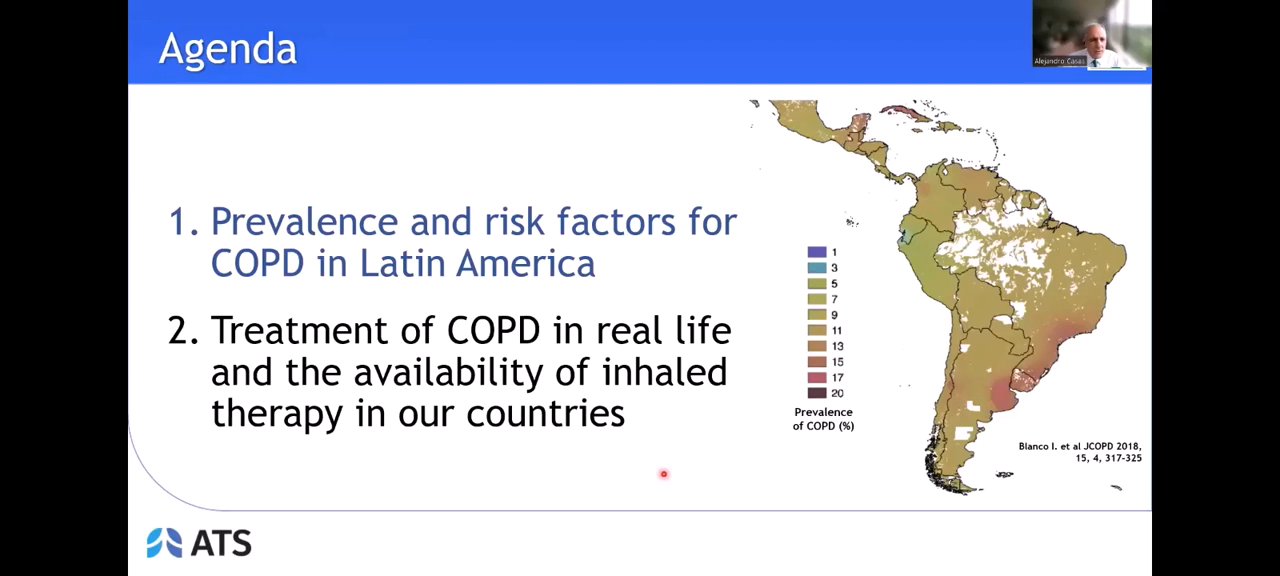 Agenda
Alejandro Casas
1. Prevalence and risk factors for
COPD in Latin America
2. Treatment of COPD in real life
and the availability of inhaled
therapy in our countries
1
3
5
7
9
11
13
15
17
20
Prevalence
of COPD (%)
Blanco I. et al JCOPD 2018,
15, 4, 317-325
ATS